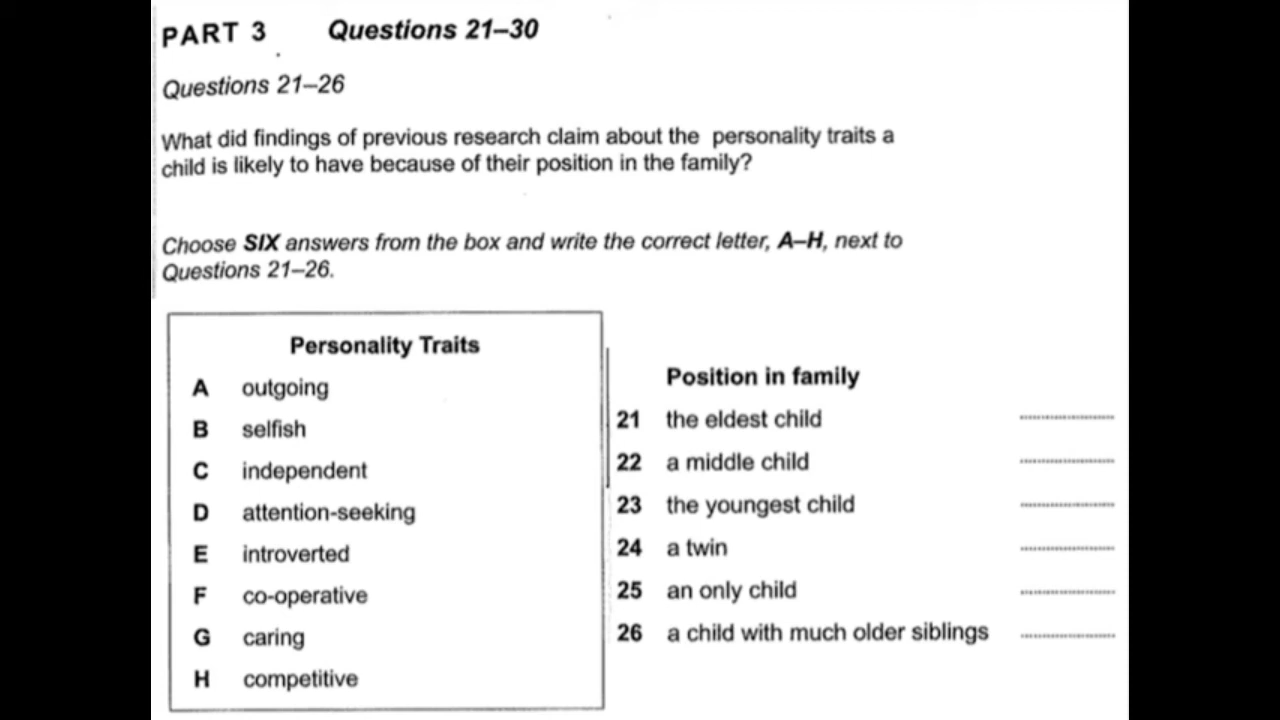 PART 3 Questions 21–30
Questions 21–26
What did findings of previous research claim about the personality traits a
child is likely to have because of their position in the family?
Choose SIX answers from the box and write the correct letter, A–H, next to
Questions 21–26.
Personality Traits
A outgoing
B selfish
C independent
D attention-seeking
E introverted
F co-operative
G caring
H competitive
Position in family
21 the eldest child
22 a middle child
23 the youngest child
24 a twin
25 an only child
26 a child with much older siblings